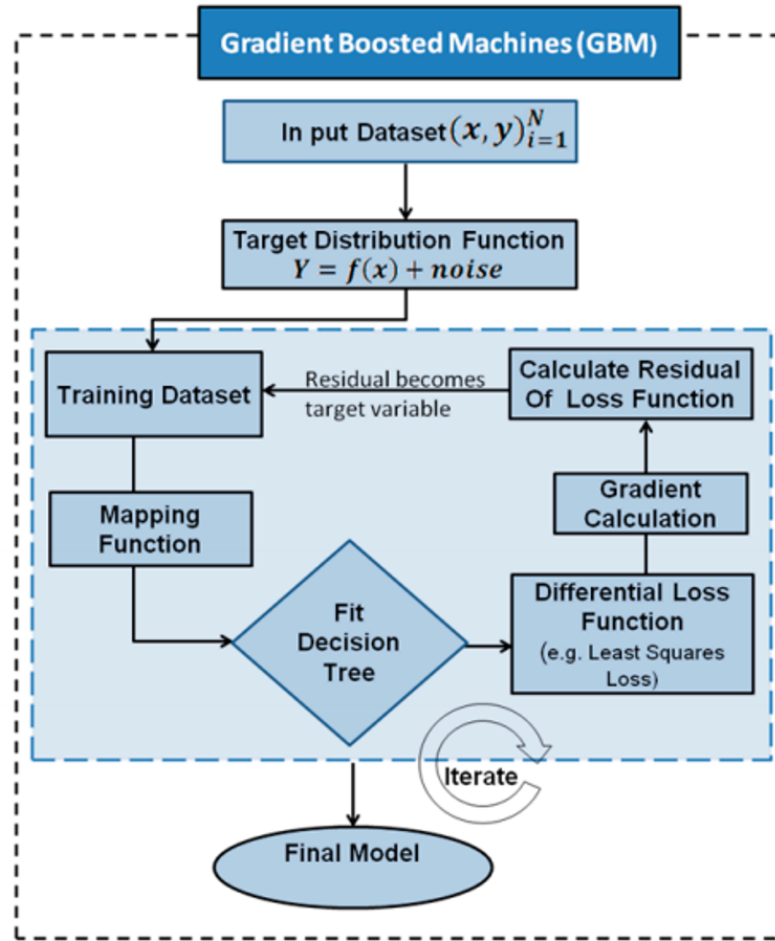 Gradient Boosted Machines (GBM)
In put Dataset (x, y)_{i=1}^{N}
Target Distribution Function
Y = f(x) + noise
Training Dataset
Residual becomes
target variable
Calculate Residual
Of Loss Function
Mapping
Function
Gradient
Calculation
Fit
Decision
Tree
Differential Loss
Function
(e.g. Least Squares
Loss)
Iterate
Final Model